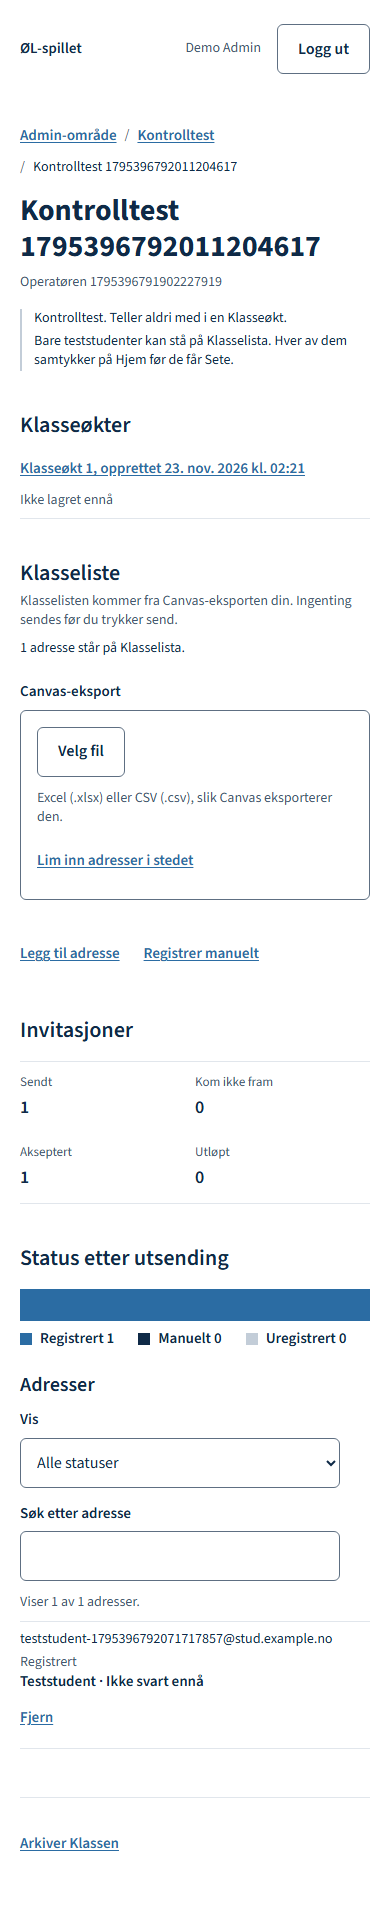 ØL-spillet
Demo Admin
Logg ut
Admin-område / Kontrolltest
/ Kontrolltest 1795396792011204617
Kontrolltest
1795396792011204617
Operatøren 1795396791902227919
Kontrolltest. Teller aldri med i en Klasseøkt.
Bare teststudenter kan stå på Klasselista. Hver av dem
samtykker på Hjem før de får Sete.
Klasseøkter
Klasseøkt 1, opprettet 23. nov. 2026 kl. 02:21
Ikke lagret ennå
Klasseliste
Klasselisten kommer fra Canvas-eksporten din. Ingenting
sendes før du trykker send.
1 adresse står på Klasselista.
Canvas-eksport
Velg fil
Excel (.xlsx) eller CSV (.csv), slik Canvas eksporterer
den.
Lim inn adresser i stedet
Legg til adresse
Registrer manuelt
Invitasjoner
Sendt
Kom ikke fram
1
0
Akseptert
Utløpt
1
0
Status etter utsending
Registrert 1
Manuelt 0
Uregistrert 0
Adresser
Vis
Alle statuser
Søk etter adresse
Viser 1 av 1 adresser.
teststudent-1795396792071717857@stud.example.no
Registrert
Teststudent · Ikke svart ennå
Fjern
Arkiver Klassen